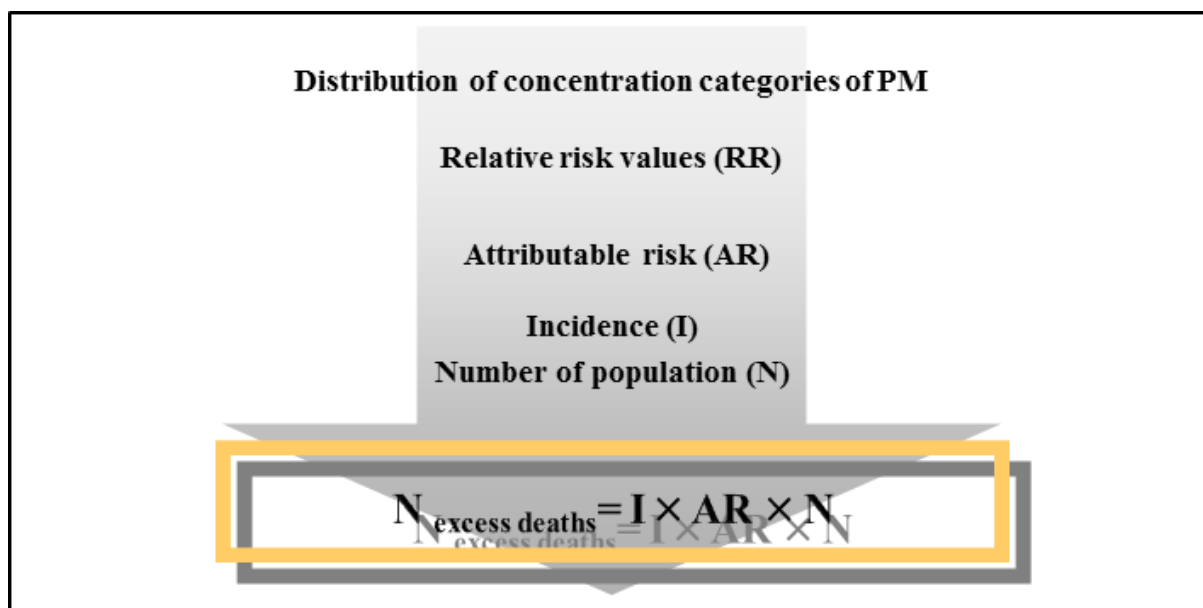 Distribution of concentration categories of PM
Relative risk values (RR)
Attributable risk (AR)
Incidence (I)
Number of population (N)
N excess deaths = I × AR × N